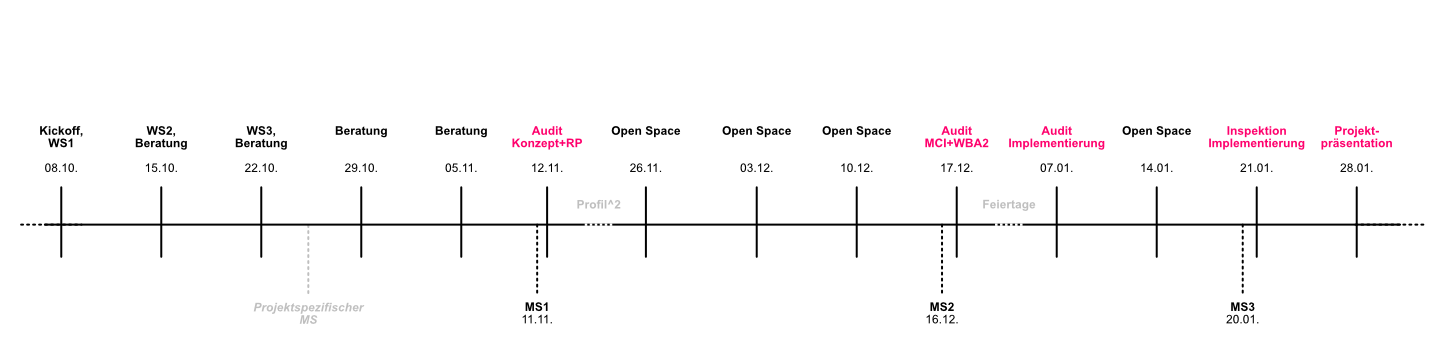 Kickoff,
WS1
08.10.
WS2,
Beratung
15.10.
WS3,
Beratung
22.10.
Beratung
29.10.
Beratung
05.11.
Audit
Konzept+RP
12.11.
Open Space
26.11.
Open Space
03.12.
Open Space
10.12.
Audit
MCI+WBA2
17.12.
Audit
Implementierung
07.01.
Open Space
14.01.
Inspektion
Implementierung
21.01.
Projekt-
präsentation
28.01.
Profil^2
Feiertage
Projektspezifischer
MS
MS1
11.11.
MS2
16.12.
MS3
20.01.